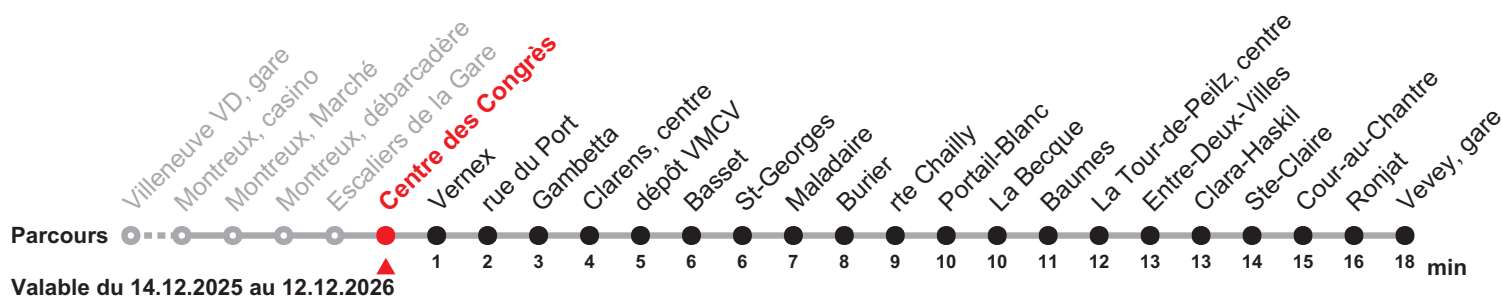 Villeneuve VD, gare
Montreux, casino
Montreux, Marché
Montreux, débarcadère
Escaliers de la Gare
Centre des Congrès
Vernex
rue du Port
Gambetta
Clarens, centre
dépôt VMCV
Basset
St-Georges
Maladaire
Burier
rte Chailly
Portail-Blanc
La Becque
Baumes
La Tour-de-Peilz, centre
Entre-Deux-Villes
Clara-Haskil
Ste-Claire
Cour-au-Chantre
Ronjat
Vevey, gare
Parcours
1 2 3 4 5 6 6 7 8 9 10 10 11 12 13 13 14 15 16 18 min
Valable du 14.12.2025 au 12.12.2026